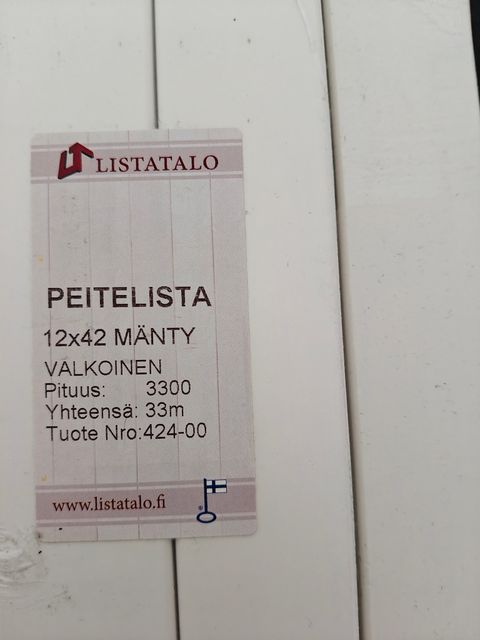 LISTATALO
PEITELISTA
12x42 MÄNTY
VALKOINEN
Pituus: 3300
Yhteensä: 33m
Tuote Nro:424-00
www.listatalo.fi